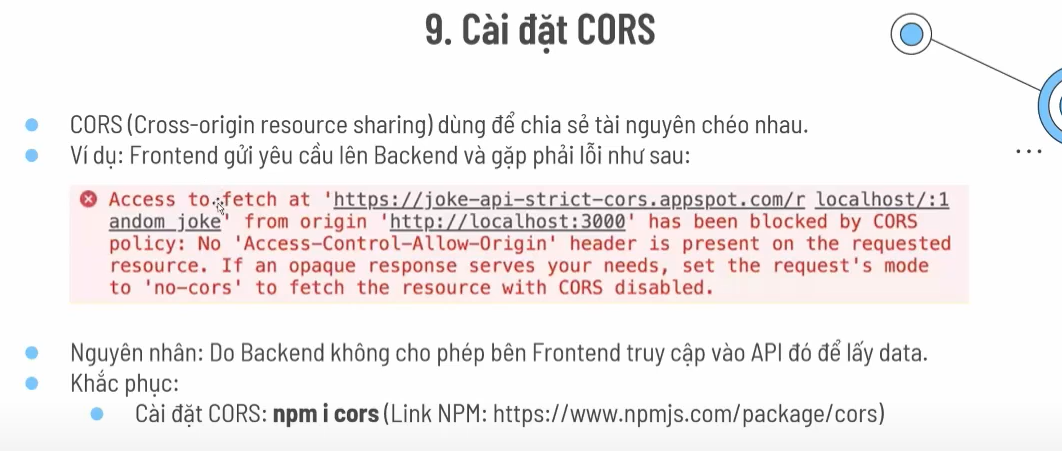 9. Cài đặt CORS
CORS (Cross-origin resource sharing) dùng để chia sẻ tài nguyên chéo nhau.
Ví dụ: Frontend gửi yêu cầu lên Backend và gặp phải lỗi như sau:
Access to fetch at 'https://joke-api-strict-cors.appspot.com/r localhost/:1
andom_joke' from origin 'http://localhost:3000' has been blocked by CORS
policy: No 'Access-Control-Allow-Origin' header is present on the requested
resource. If an opaque response serves your needs, set the request's mode
to 'no-cors' to fetch the resource with CORS disabled.
Nguyên nhân: Do Backend không cho phép bên Frontend truy cập vào API đó để lấy data.
Khắc phục:
Cài đặt CORS: npm i cors (Link NPM: https://www.npmjs.com/package/cors)